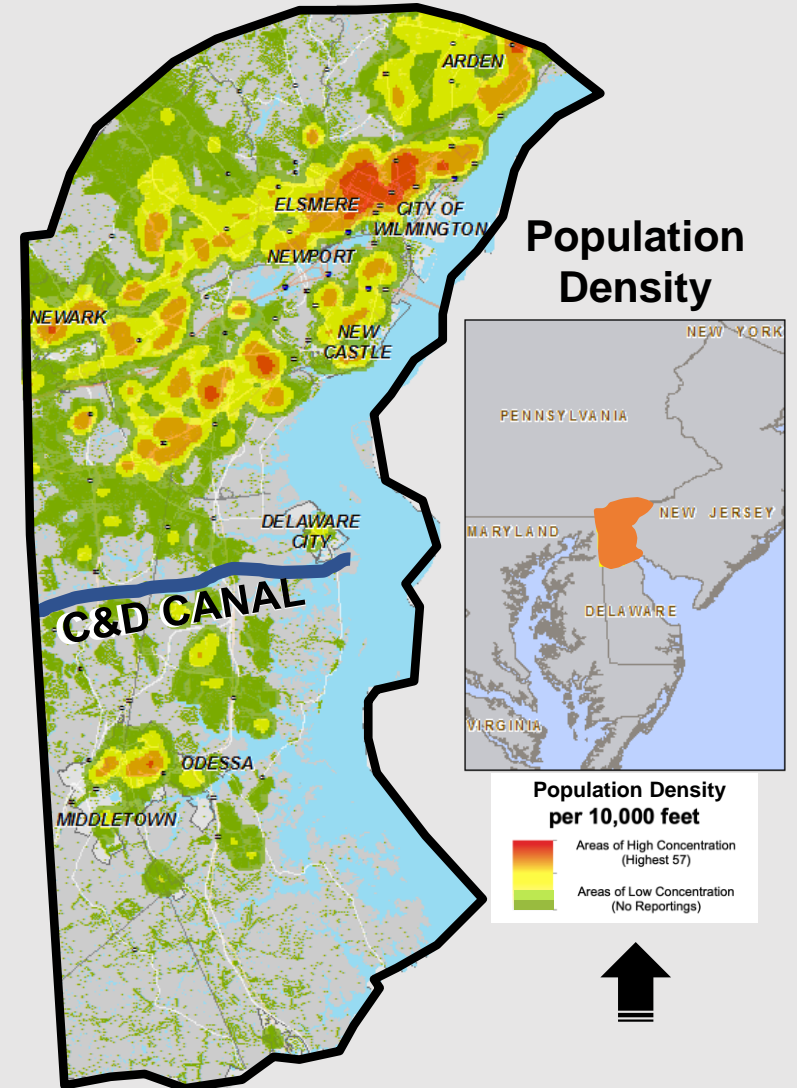 ARDEN
ELSMERE
CITY OF
WILMINGTON
NEWPORT
NEWARK
NEW
CASTLE
DELAWARE
CITY
C&D CANAL
ODESSA
MIDDLETOWN
Population
Density
NEW YORK
PENNSYLVANIA
NEW JERSEY
MARYLAND
DELAWARE
VIRGINIA
Population Density
per 10,000 feet
Areas of High Concentration
(Highest 57)
Areas of Low Concentration
(No Reportings)